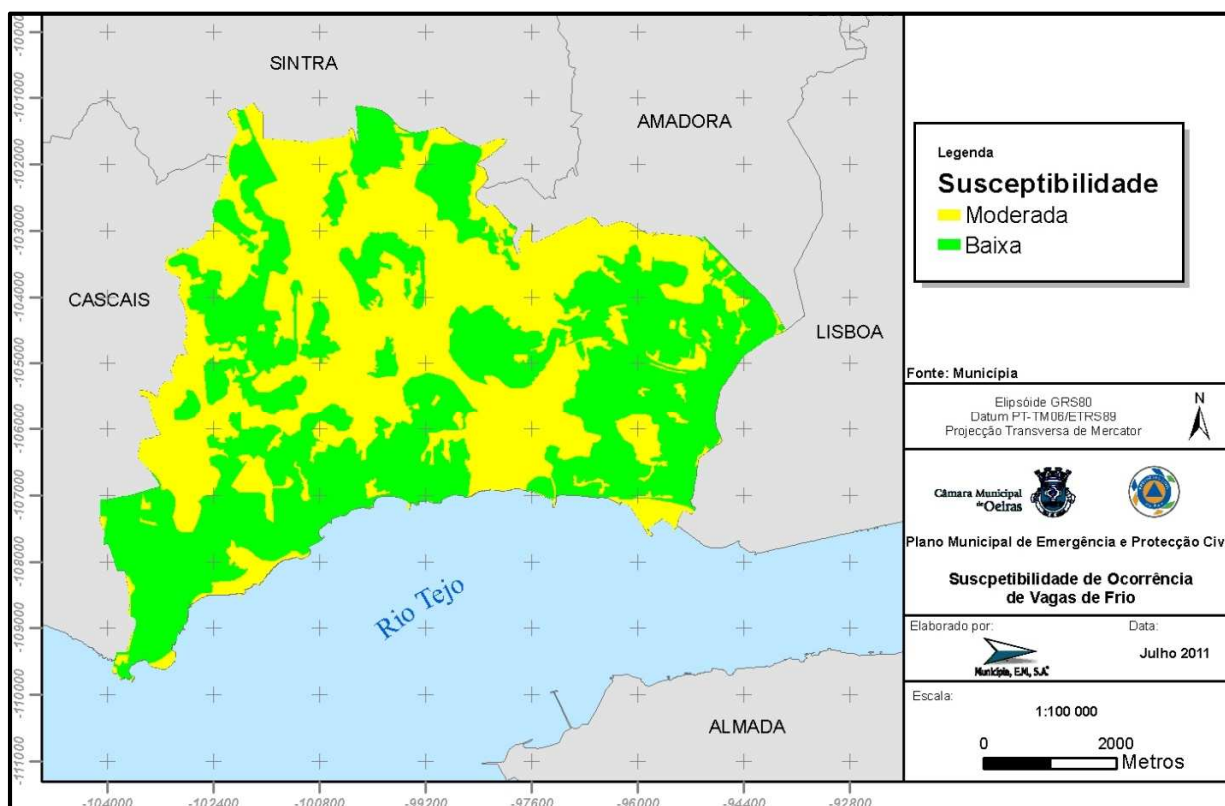 -100000
-101000
-102000
-103000
-104000
-105000
-106000
-107000
-108000
-109000
-110000
-111000
SINTRA
AMADORA
CASCAIS
LISBOA
Rio Tejo
ALMADA
-104000 -102400 -100800 -99200 -97600 -96000 -94400 -92800
Legenda
Susceptibilidade
Moderada
Baixa
Fonte: Município
Elipsóide GRS80
Datum PT-TM06/ETRS89
Projecção Transversa de Mercator
N
Câmara Municipal
de Oeiras
Plano Municipal de Emergência e Protecção Civ
Suscpetibilidade de Ocorrência
de Vagas de Frio
Elaborado por:
Municípia, E.M., S.A.
Data:
Julho 2011
Escala:
1:100 000
0 2000
Metros